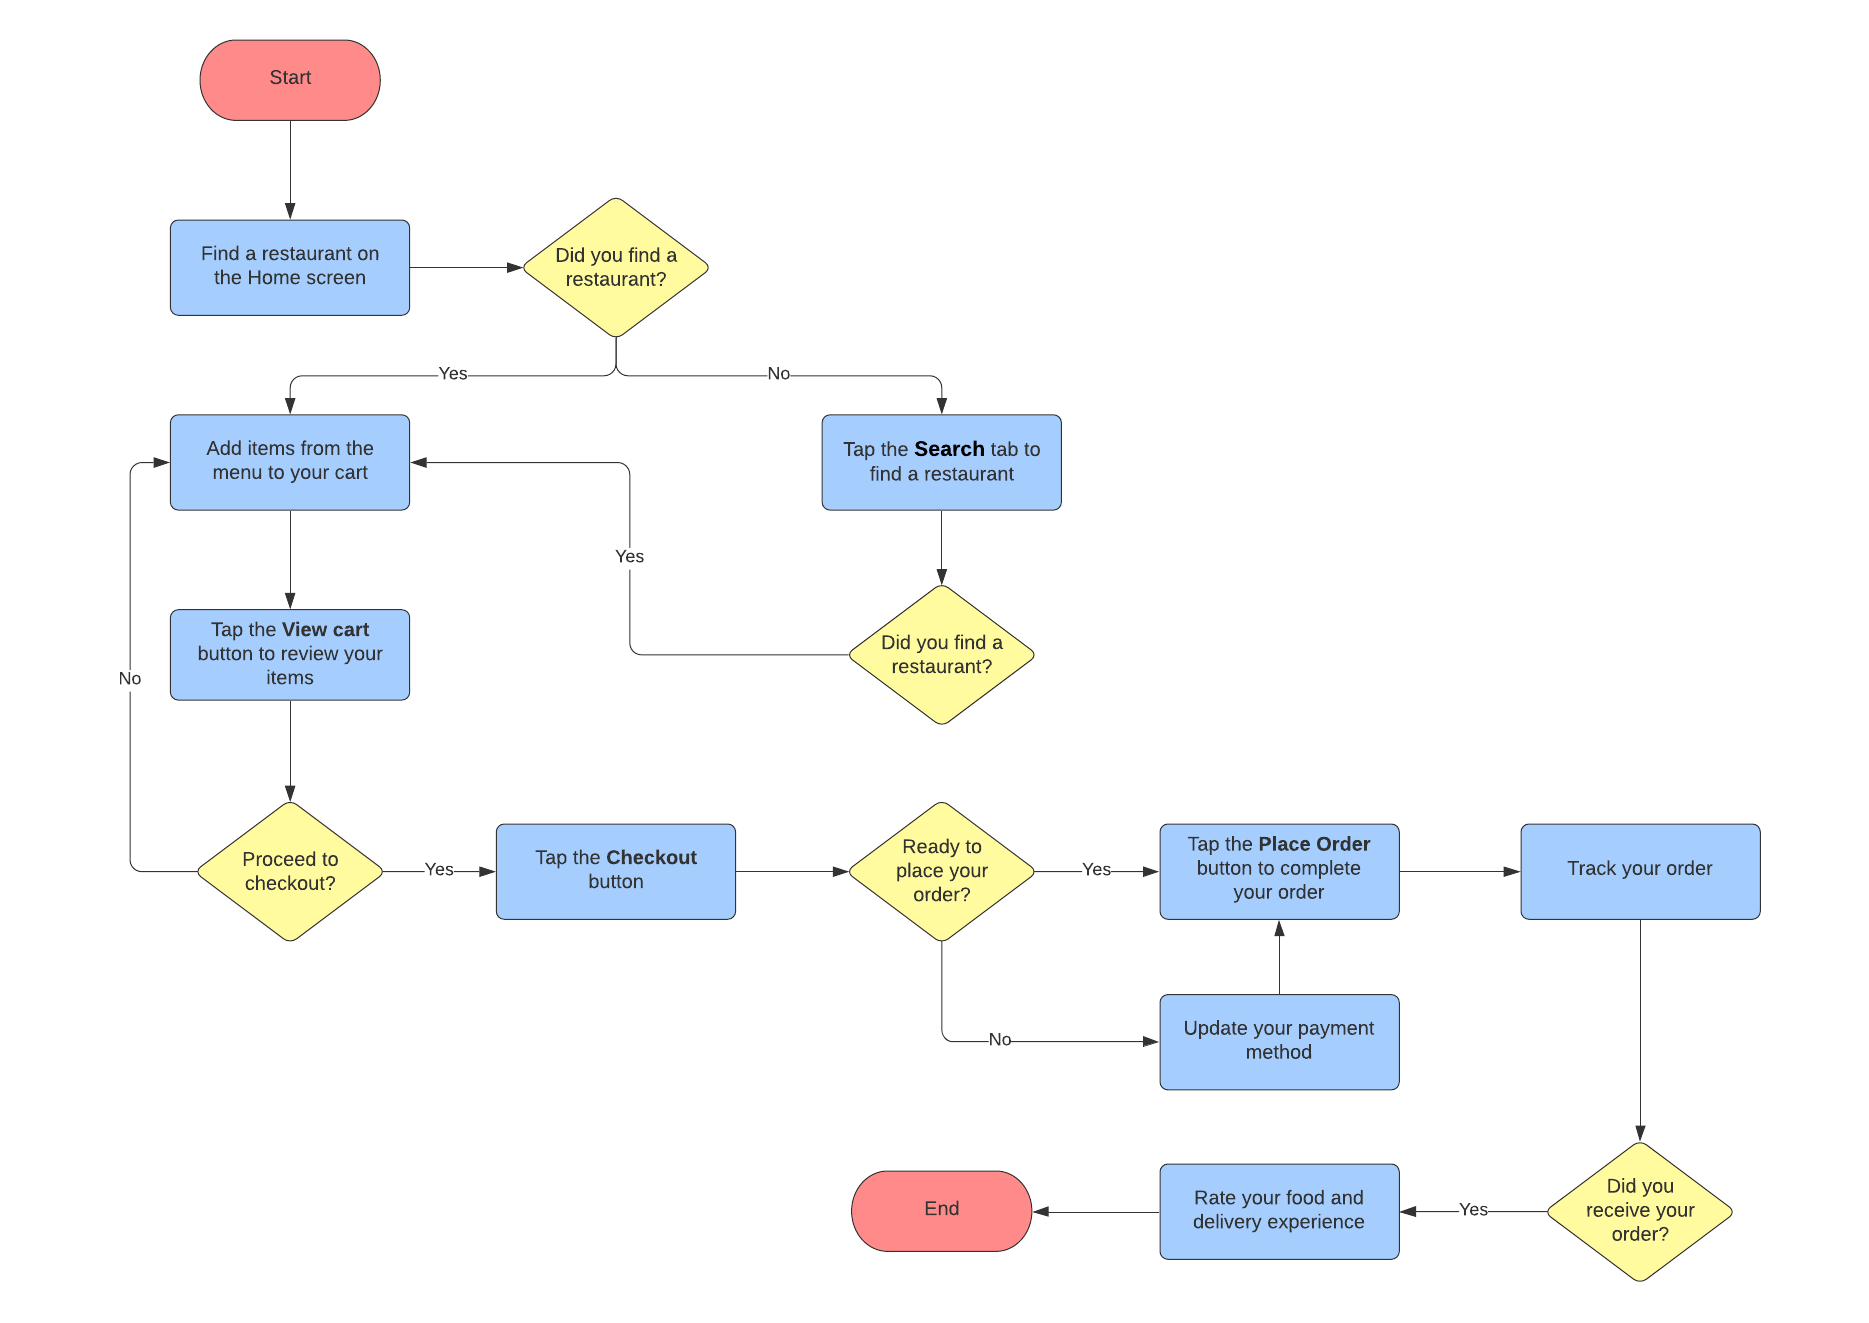 Start
Find a restaurant on
the Home screen
Did you find a
restaurant?
Yes
No
Add items from the
menu to your cart
Tap the Search tab to
find a restaurant
Yes
Tap the View cart
button to review your
items
Did you find a
restaurant?
No
Proceed to
checkout?
Yes
Tap the Checkout
button
Ready to
place your
order?
Yes
Tap the Place Order
button to complete
your order
Track your order
No
Update your payment
method
Did you
receive your
order?
Yes
Rate your food and
delivery experience
End